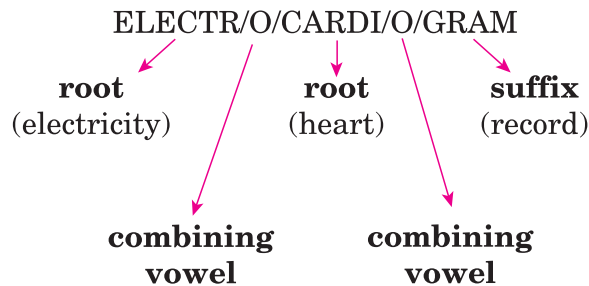 ELECTR/O/CARDI/O/GRAM
root root suffix
(electricity) (heart) (record)
combining combining
vowel vowel